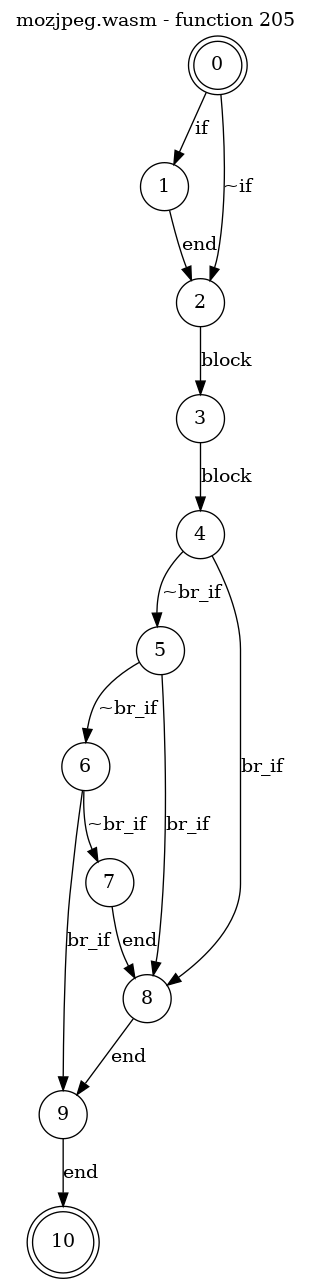 mozjpeg.wasm - function 205
0
if
1
~if
end
2
block
3
block
4
~br_if
5
~br_if
br_if
6
~br_if
br_if
7
br_if
end
8
end
9
end
10